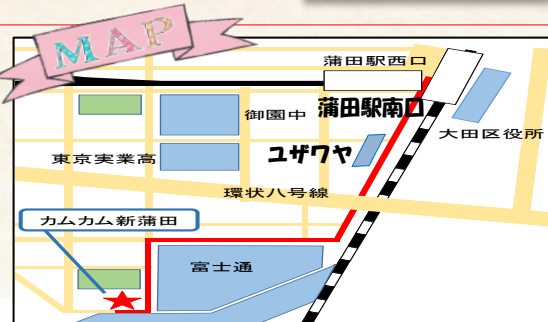 MAP
蒲田駅西口
蒲田駅南口
御園中
大田区役所
東京実業高
ユザワヤ
環状八号線
カムカム新蒲田
富士通